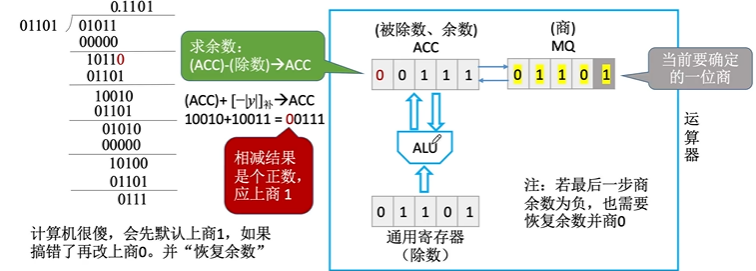 0.1101
01101
01011
00000
10110
01101
10010
01101
01010
00000
10100
01101
0111
计算机很傻，会先默认上商1，如果
搞错了再改上商0。并“恢复余数”
求余数：
(ACC)-(除数)→ACC
(ACC)+ [−|y|]补→ACC
10010+10011 = 00111
相减结果
是个正数，
应上商 1
(被除数、余数)
ACC
0 0 1 1 1
(商)
MQ
0 1 1 0 1
当前要确定
的一位商
ALU
0 1 1 0 1
通用寄存器
（除数）
注：若最后一步商
余数为负，也需要
恢复余数并商0
运算器